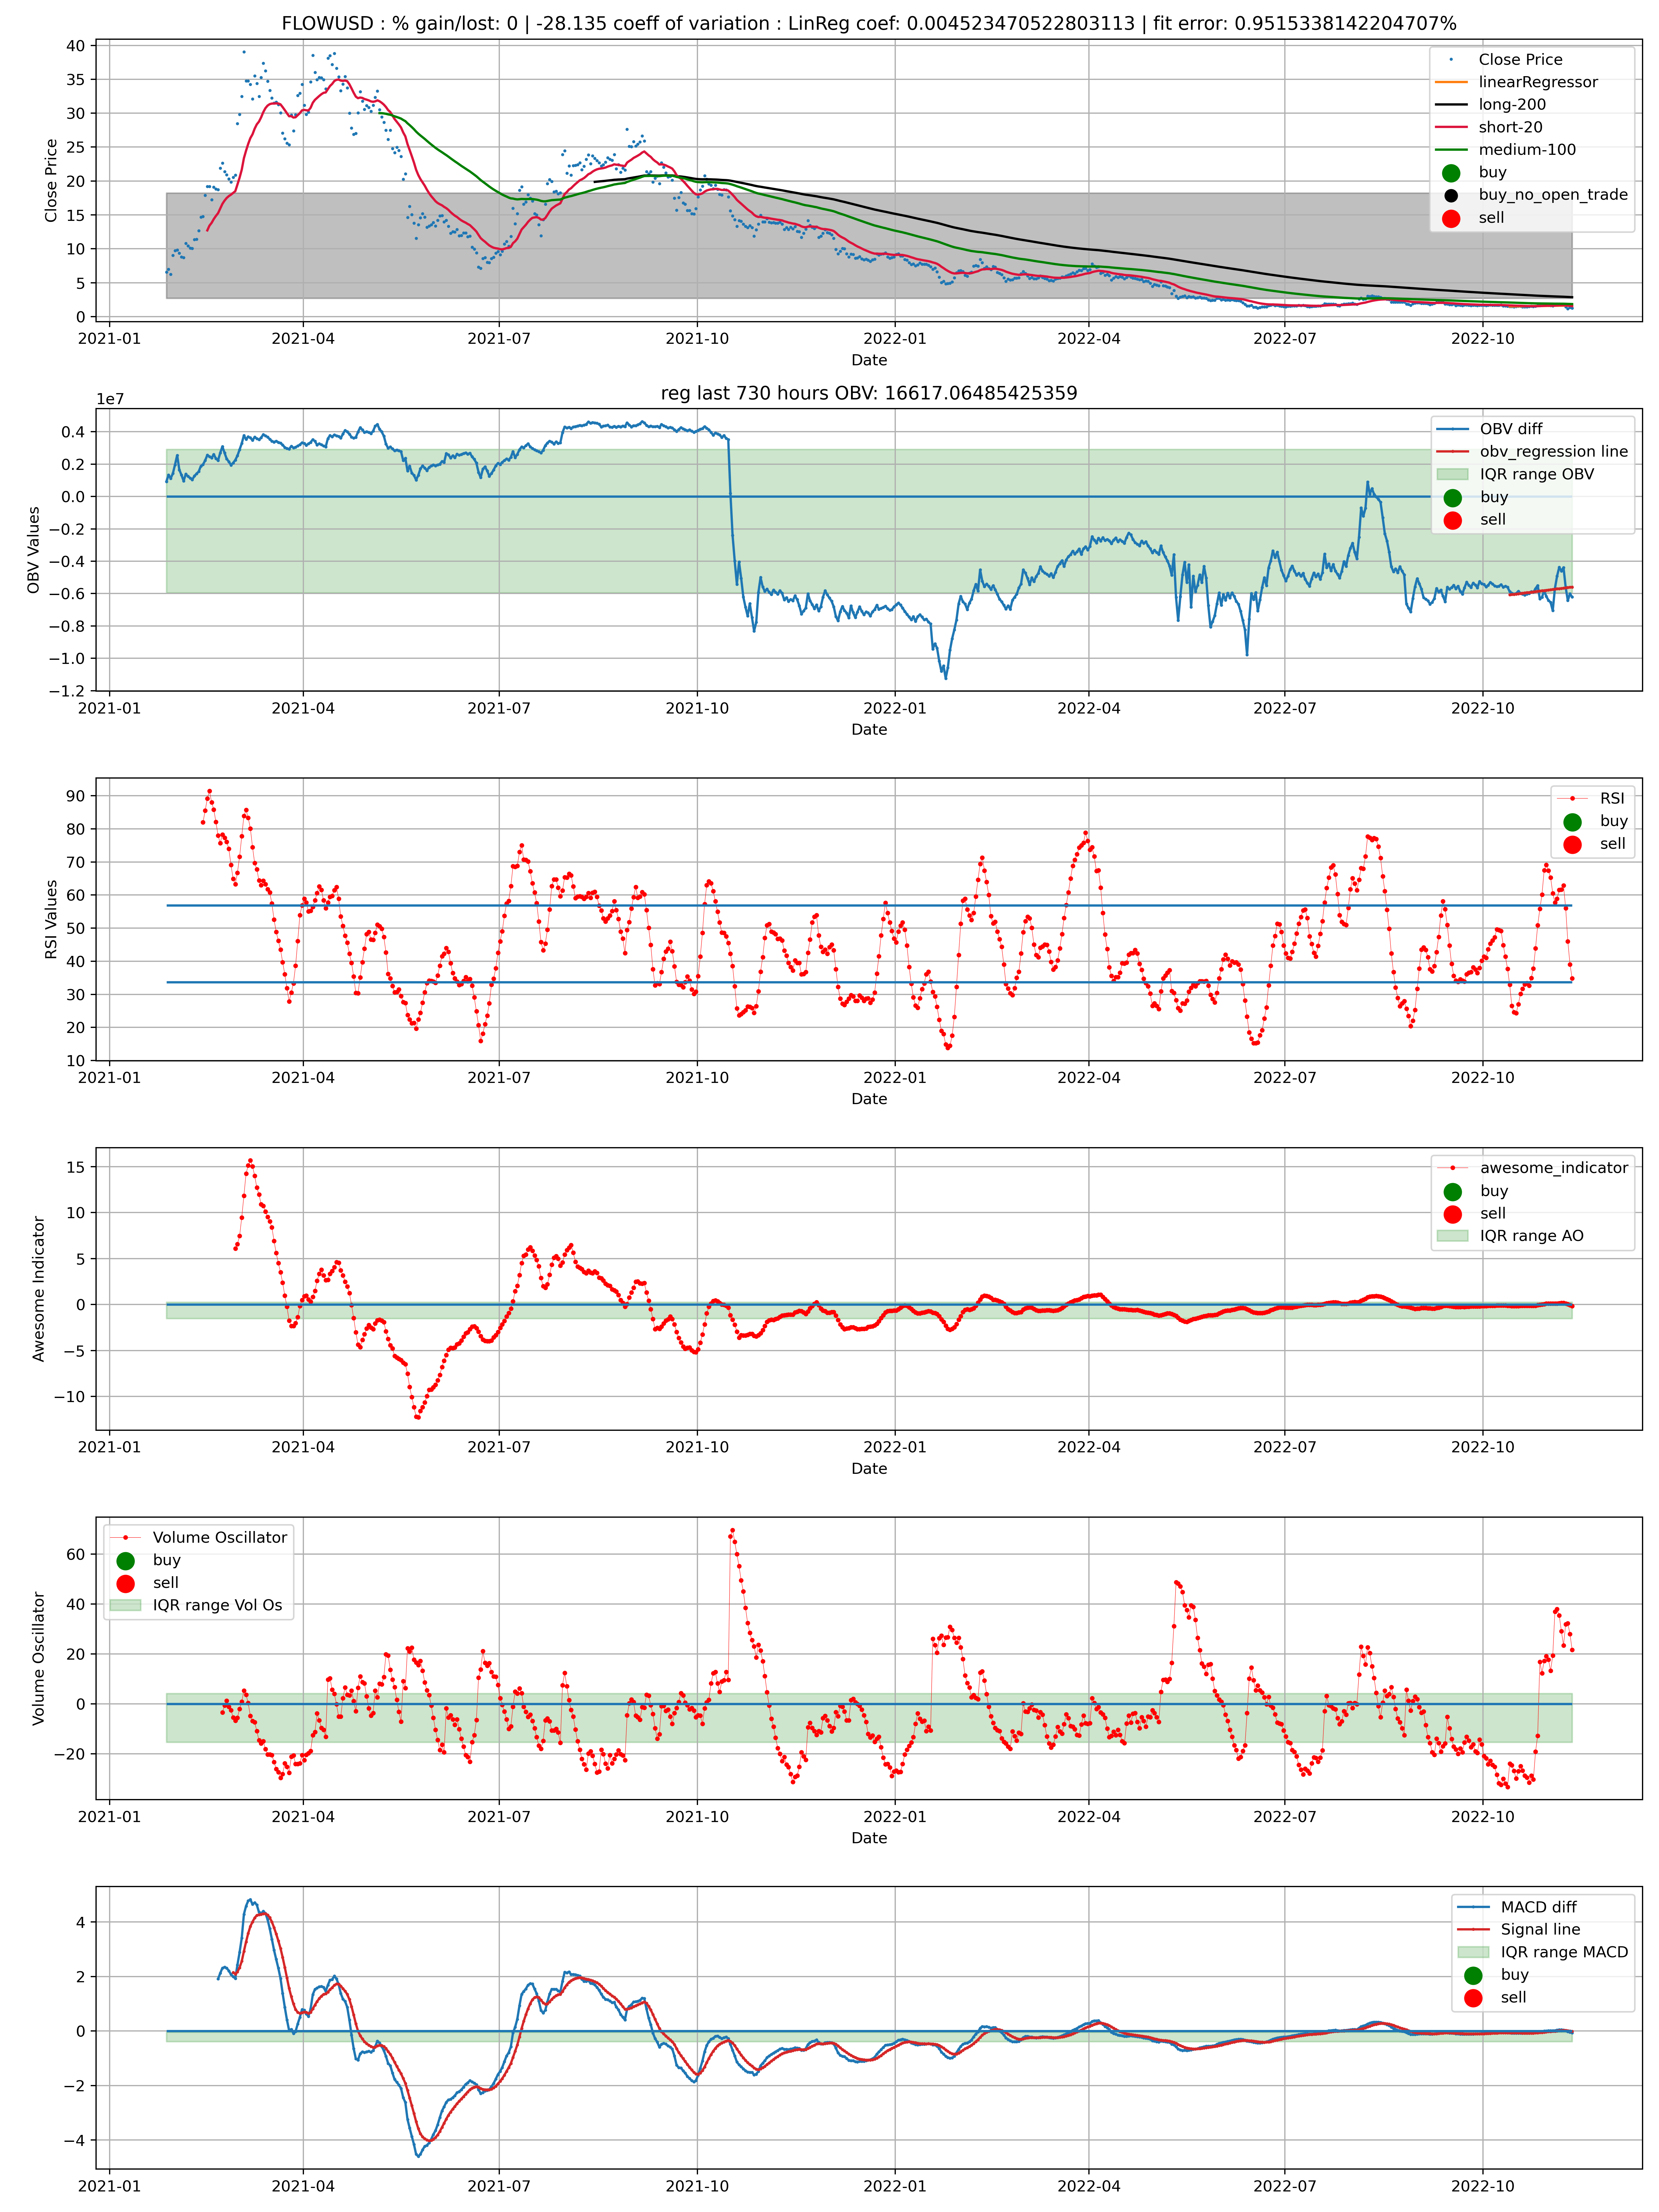 FLOWUSD : % gain/lost: 0 | -28.135 coeff of variation : LinReg coef: 0.004523470522803113 | fit error: 0.9515338142204707%
40
35
30
25
20
15
10
5
0
Close Price
Close Price
linearRegressor
long-200
short-20
medium-100
buy
buy_no_open_trade
sell
2021-01 2021-04 2021-07 2021-10 2022-01 2022-04 2022-07 2022-10
Date
reg last 730 hours OBV: 16617.06485425359
1e7
0.4
0.2
0.0
−0.2
−0.4
−0.6
−0.8
−1.0
−1.2
OBV Values
OBV diff
obv_regression line
IQR range OBV
buy
sell
2021-01 2021-04 2021-07 2021-10 2022-01 2022-04 2022-07 2022-10
Date
90
80
70
60
50
40
30
20
10
RSI Values
RSI
buy
sell
2021-01 2021-04 2021-07 2021-10 2022-01 2022-04 2022-07 2022-10
Date
15
10
5
0
−5
−10
Awesome Indicator
awesome_indicator
buy
sell
IQR range AO
2021-01 2021-04 2021-07 2021-10 2022-01 2022-04 2022-07 2022-10
Date
60
40
20
0
−20
Volume Oscillator
Volume Oscillator
buy
sell
IQR range Vol Os
2021-01 2021-04 2021-07 2021-10 2022-01 2022-04 2022-07 2022-10
Date
4
2
0
−2
−4
MACD diff
Signal line
IQR range MACD
buy
sell
2021-01 2021-04 2021-07 2021-10 2022-01 2022-04 2022-07 2022-10